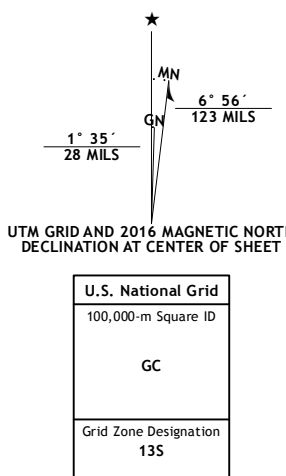 ★
MN
GN
6° 56´
123 MILS
1° 35´
28 MILS
UTM GRID AND 2016 MAGNETIC NORTH
DECLINATION AT CENTER OF SHEET
U.S. National Grid
100,000-m Square ID
GC
Grid Zone Designation
13S